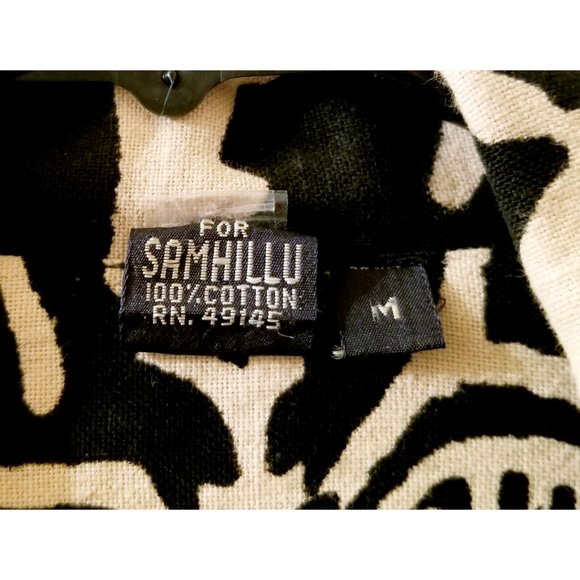 FOR
SAMHILLU
100% COTTON
RN. 49145
M